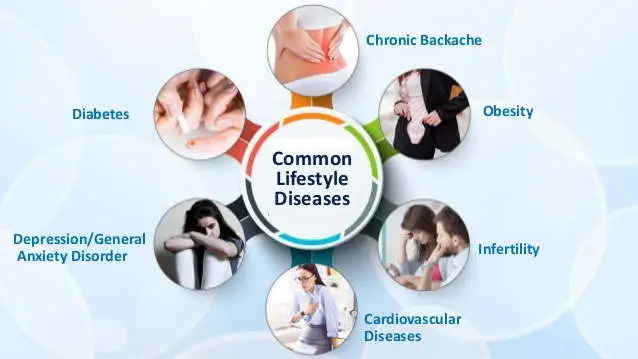 Chronic Backache
Diabetes
Obesity
Common
Lifestyle
Diseases
Depression/General
Anxiety Disorder
Infertility
Cardiovascular
Diseases